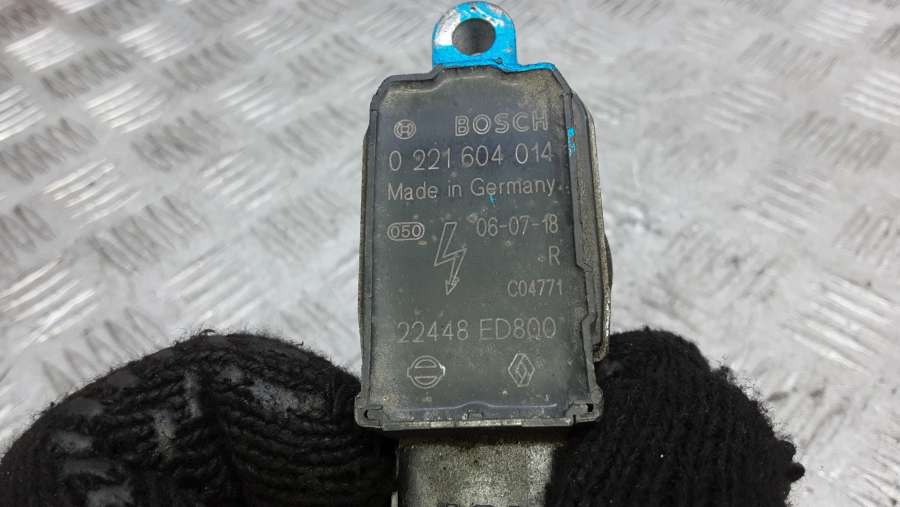 BOSCH
0 221 604 014
Made in Germany
050 06-07-18
R
C04771
22448 ED800